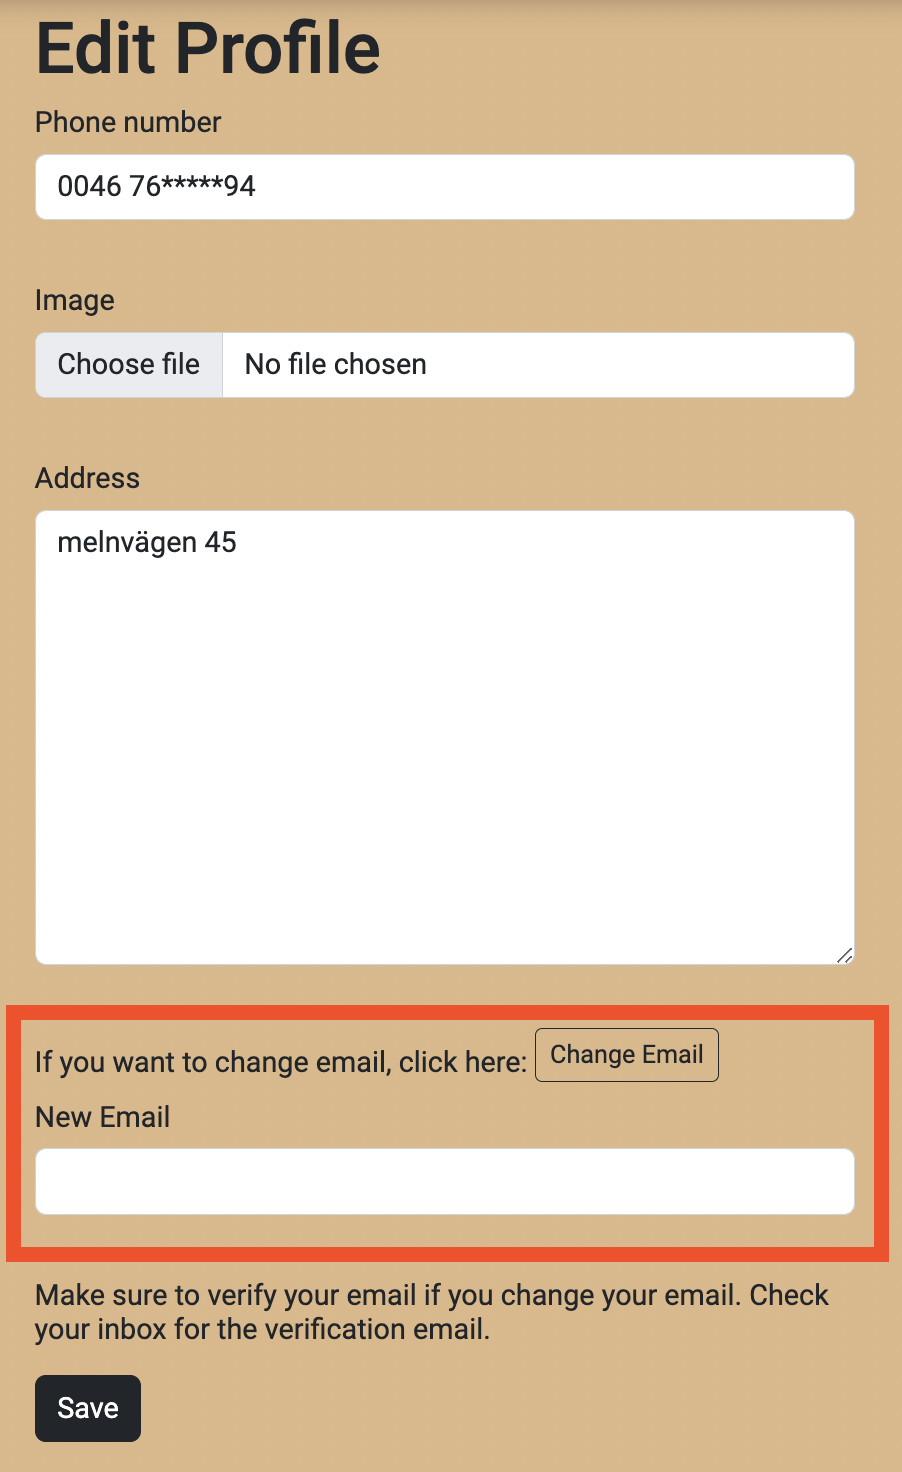 Edit Profile
Phone number
0046 76*****94
Image
Choose file No file chosen
Address
melnvägen 45
If you want to change email, click here: Change Email
New Email
Make sure to verify your email if you change your email. Check
your inbox for the verification email.
Save